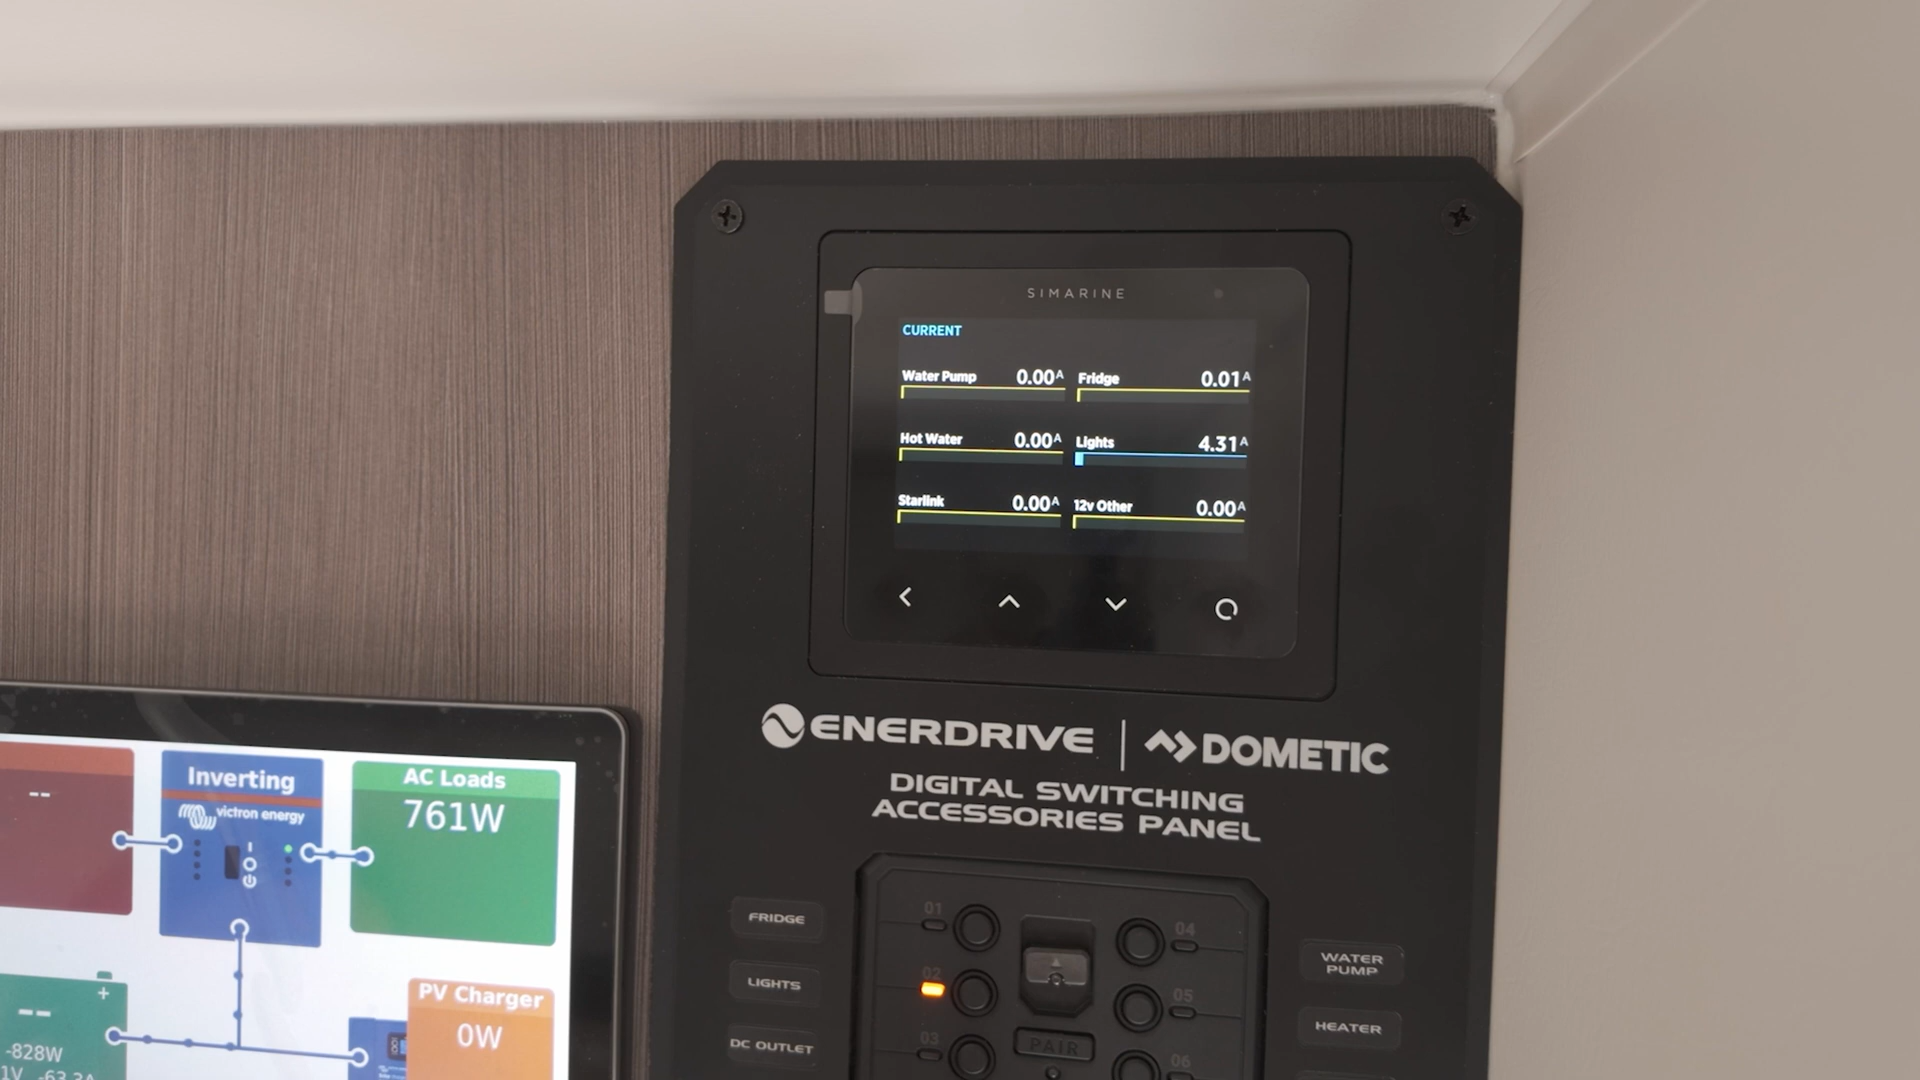 SIMARINE
CURRENT
Water Pump 0.00A
Fridge 0.01A
Hot Water 0.00A
Lights 4.31A
Starlink 0.00A
12v Other 0.00A
ENERDRIVE | DOMETIC
DIGITAL SWITCHING
ACCESSORIES PANEL
FRIDGE
LIGHTS
DC OUTLET
01
02
03
PAIR
04
05
06
WATER
PUMP
HEATER
--
Inverting
victron energy
AC Loads
761W
PV Charger
0W
--
-828W